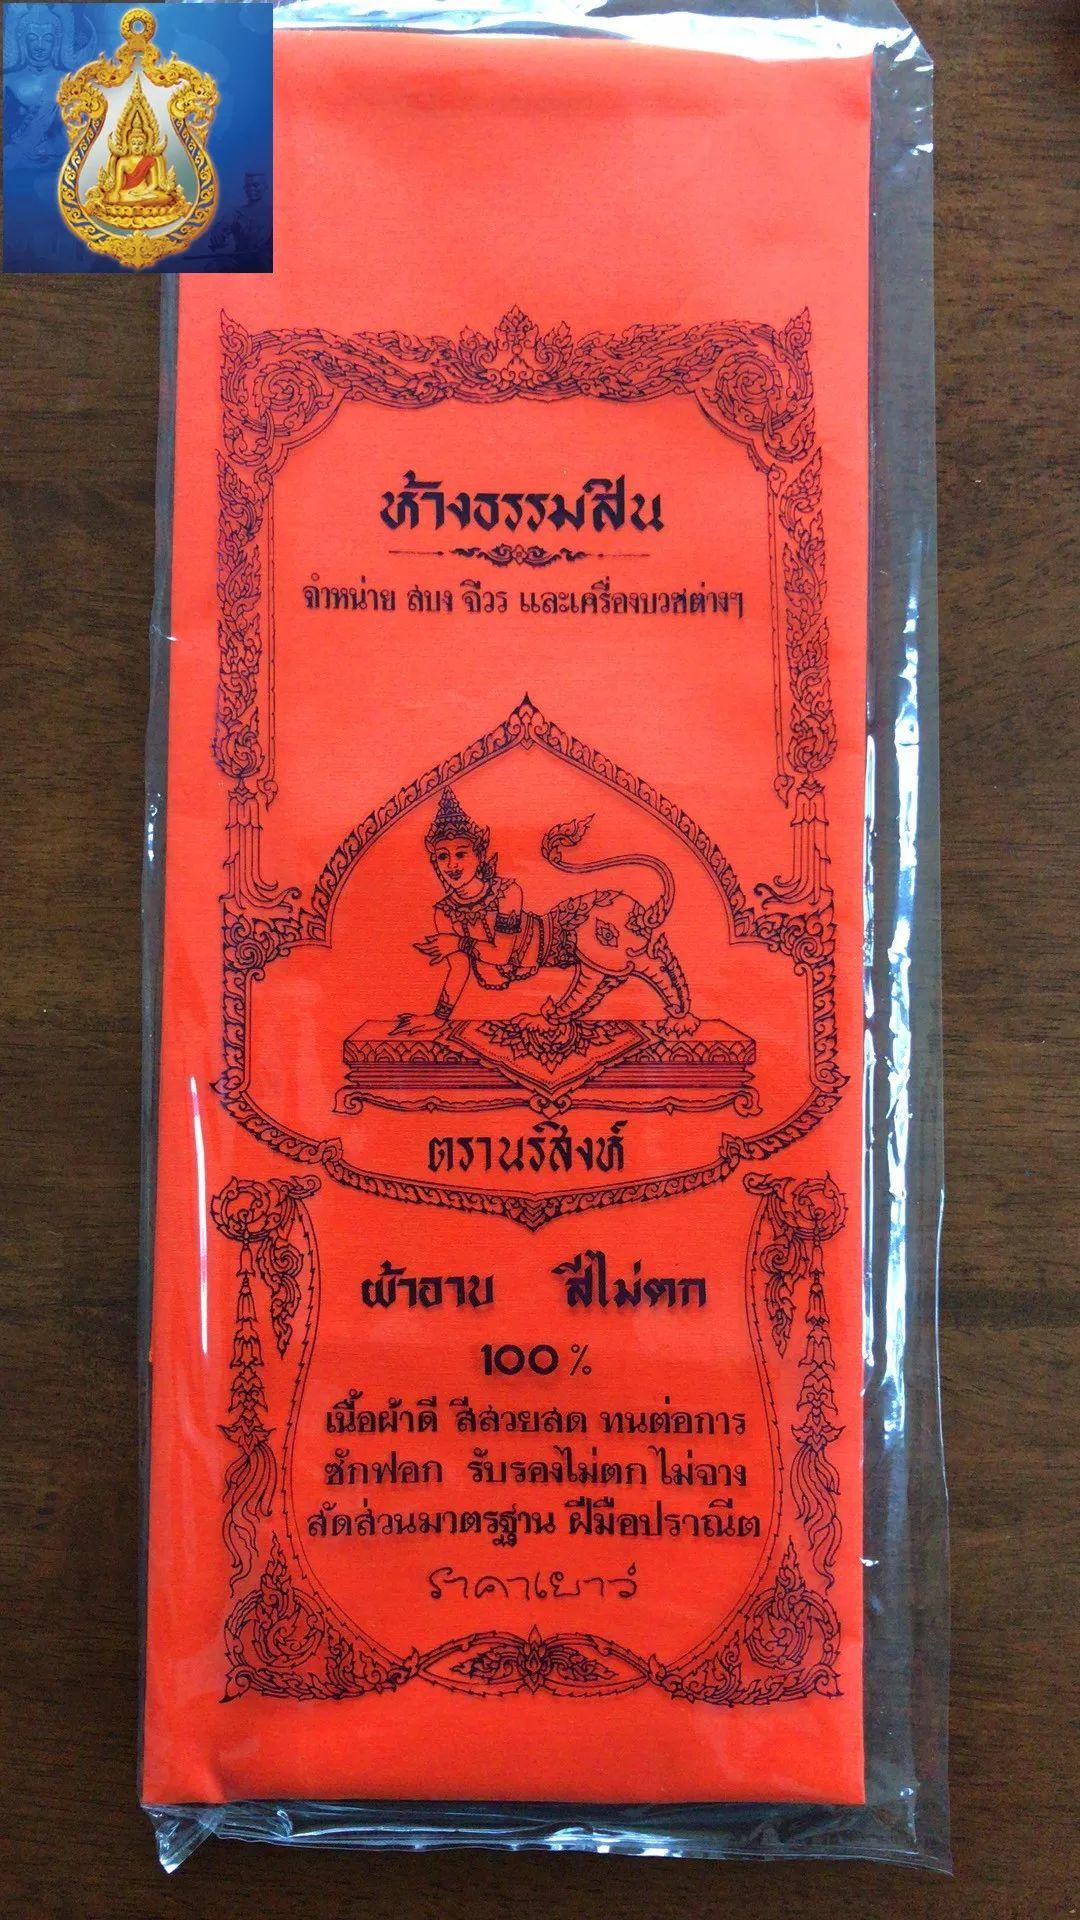 ห้างธรรมสิน
จำหน่าย สบง จีวร และเครื่องบวชต่างๆ
ตรานรสิงห์
ผ้าอาบ สีไม่ตก
100%
เนื้อผ้าดี สีสวยสด ทนต่อการ
ซักฟอก รับรองไม่ตก ไม่จาง
สัดส่วนมาตรฐาน ฝีมือปราณีต
ราคาเยาว์